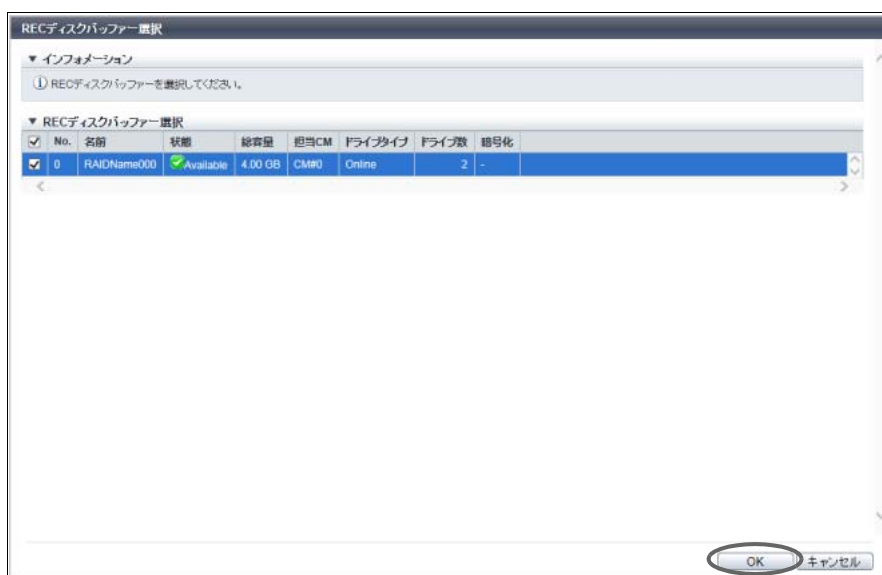 RECディスクバッファー選択
▼ インフォメーション
RECディスクバッファーを選択してください。
▼ RECディスクバッファー選択
No. 名前 状態 総容量 担当CM ドライブタイプ ドライブ数 暗号化
0 RAIDName000 Available 4.00 GB CM#0 Online 2 -
OK キャンセル